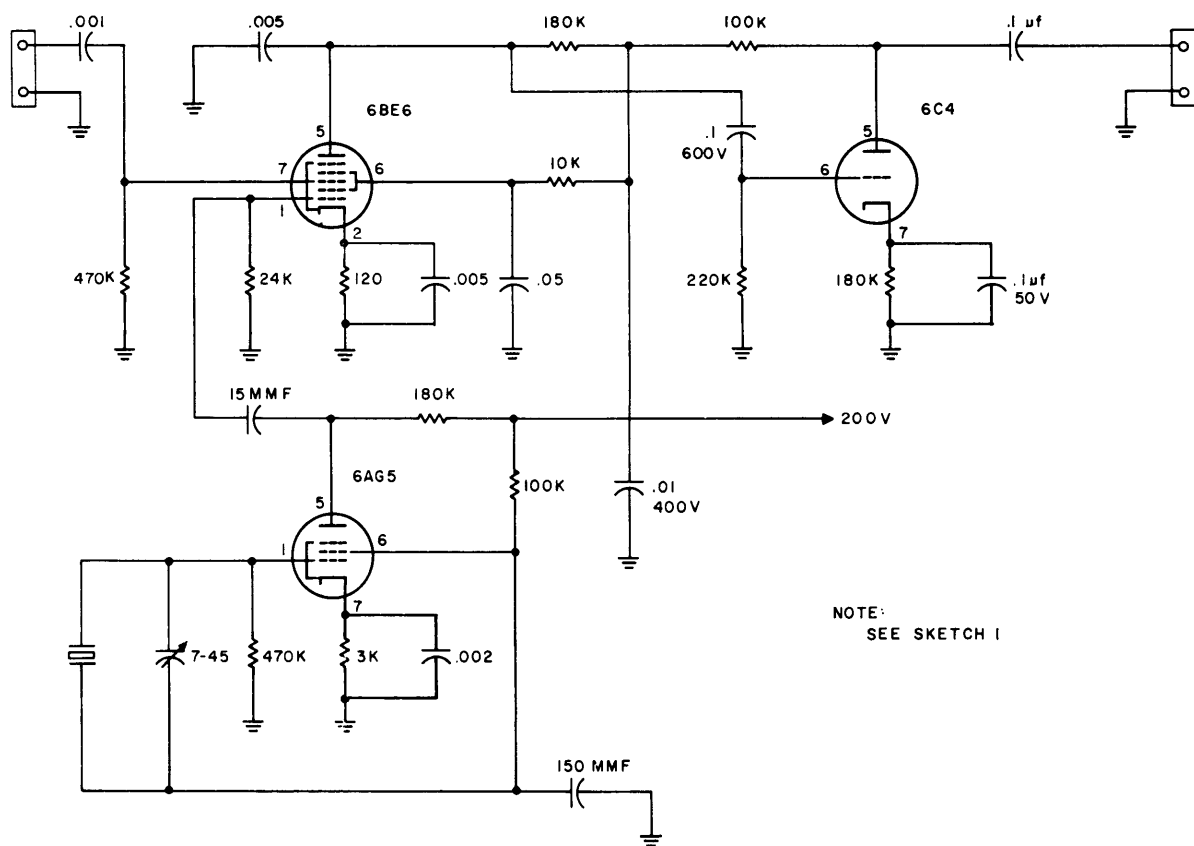 .001
.005
180K
100K
.1 µf
6BE6
6C4
5
5
.1
600V
7
6
10K
6
1
2
7
470K
24K
120
.005
.05
220K
180K
.1µf
50V
15 MMF
180K
200V
6AG5
100K
.01
400V
5
1
6
7
NOTE:
SEE SKETCH 1
7-45
470K
3K
.002
150 MMF